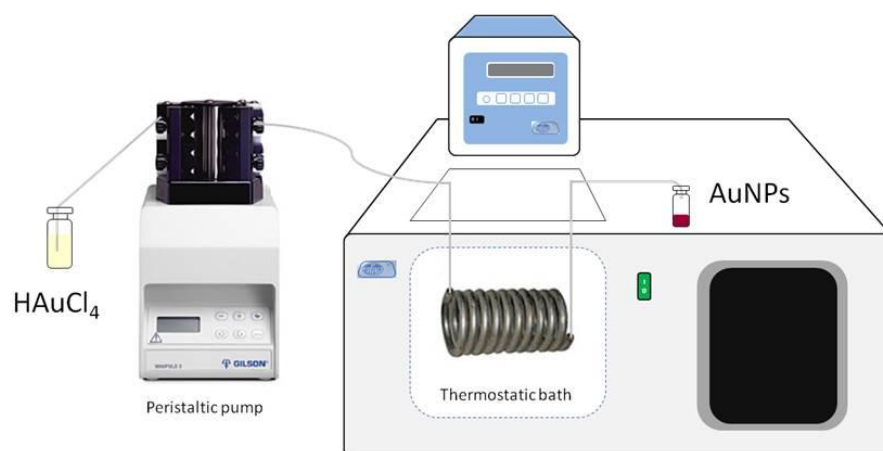 AuNPs
HAuCl₄
MINIPULS 3
GILSON
Peristaltic pump
Thermostatic bath